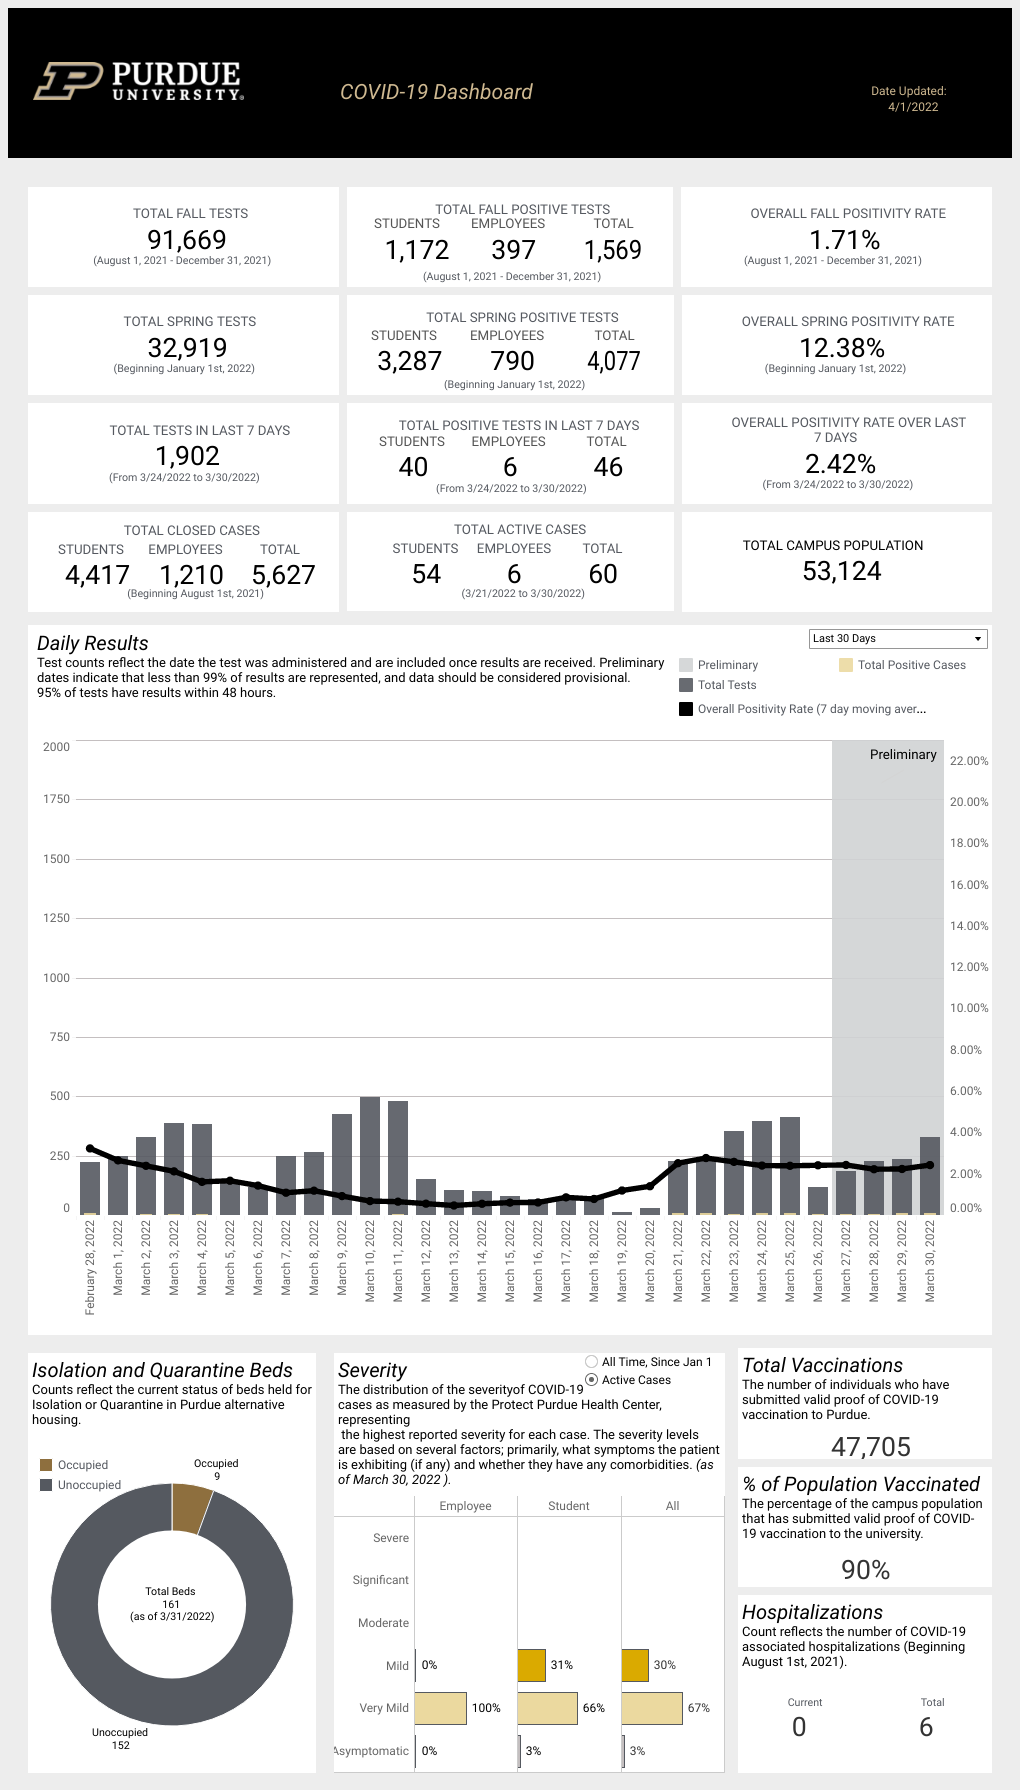 PURDUE
UNIVERSITY®
COVID-19 Dashboard
Date Updated:
4/1/2022
TOTAL FALL TESTS
91,669
(August 1, 2021 - December 31, 2021)
TOTAL FALL POSITIVE TESTS
STUDENTS EMPLOYEES TOTAL
1,172 397 1,569
(August 1, 2021 - December 31, 2021)
OVERALL FALL POSITIVITY RATE
1.71%
(August 1, 2021 - December 31, 2021)
TOTAL SPRING TESTS
32,919
(Beginning January 1st, 2022)
TOTAL SPRING POSITIVE TESTS
STUDENTS EMPLOYEES TOTAL
3,287 790 4,077
(Beginning January 1st, 2022)
OVERALL SPRING POSITIVITY RATE
12.38%
(Beginning January 1st, 2022)
TOTAL TESTS IN LAST 7 DAYS
1,902
(From 3/24/2022 to 3/30/2022)
TOTAL POSITIVE TESTS IN LAST 7 DAYS
STUDENTS EMPLOYEES TOTAL
40 6 46
(From 3/24/2022 to 3/30/2022)
OVERALL POSITIVITY RATE OVER LAST
7 DAYS
2.42%
(From 3/24/2022 to 3/30/2022)
TOTAL CLOSED CASES
STUDENTS EMPLOYEES TOTAL
4,417 1,210 5,627
(Beginning August 1st, 2021)
TOTAL ACTIVE CASES
STUDENTS EMPLOYEES TOTAL
54 6 60
(3/21/2022 to 3/30/2022)
TOTAL CAMPUS POPULATION
53,124
Daily Results
Test counts reflect the date the test was administered and are included once results are received. Preliminary
dates indicate that less than 99% of results are represented, and data should be considered provisional.
95% of tests have results within 48 hours.
Last 30 Days
Preliminary
Total Positive Cases
Total Tests
Overall Positivity Rate (7 day moving aver...
Preliminary
2000
1750
1500
1250
1000
750
500
250
0
22.00%
20.00%
18.00%
16.00%
14.00%
12.00%
10.00%
8.00%
6.00%
4.00%
2.00%
0.00%
February 28, 2022
March 1, 2022
March 2, 2022
March 3, 2022
March 4, 2022
March 5, 2022
March 6, 2022
March 7, 2022
March 8, 2022
March 9, 2022
March 10, 2022
March 11, 2022
March 12, 2022
March 13, 2022
March 14, 2022
March 15, 2022
March 16, 2022
March 17, 2022
March 18, 2022
March 19, 2022
March 20, 2022
March 21, 2022
March 22, 2022
March 23, 2022
March 24, 2022
March 25, 2022
March 26, 2022
March 27, 2022
March 28, 2022
March 29, 2022
March 30, 2022
Isolation and Quarantine Beds
Counts reflect the current status of beds held for
Isolation or Quarantine in Purdue alternative
housing.
Occupied
Unoccupied
Occupied
9
Total Beds
161
(as of 3/31/2022)
Unoccupied
152
Severity
All Time, Since Jan 1
Active Cases
The distribution of the severityof COVID-19
cases as measured by the Protect Purdue Health Center,
representing
the highest reported severity for each case. The severity levels
are based on several factors; primarily, what symptoms the patient
is exhibiting (if any) and whether they have any comorbidities. (as
of March 30, 2022 ).
Employee Student All
Severe
Significant
Moderate
Mild 0% 31% 30%
Very Mild 100% 66% 67%
Asymptomatic 0% 3% 3%
Total Vaccinations
The number of individuals who have
submitted valid proof of COVID-19
vaccination to Purdue.
47,705
% of Population Vaccinated
The percentage of the campus population
that has submitted valid proof of COVID-
19 vaccination to the university.
90%
Hospitalizations
Count reflects the number of COVID-19
associated hospitalizations (Beginning
August 1st, 2021).
Current Total
0 6